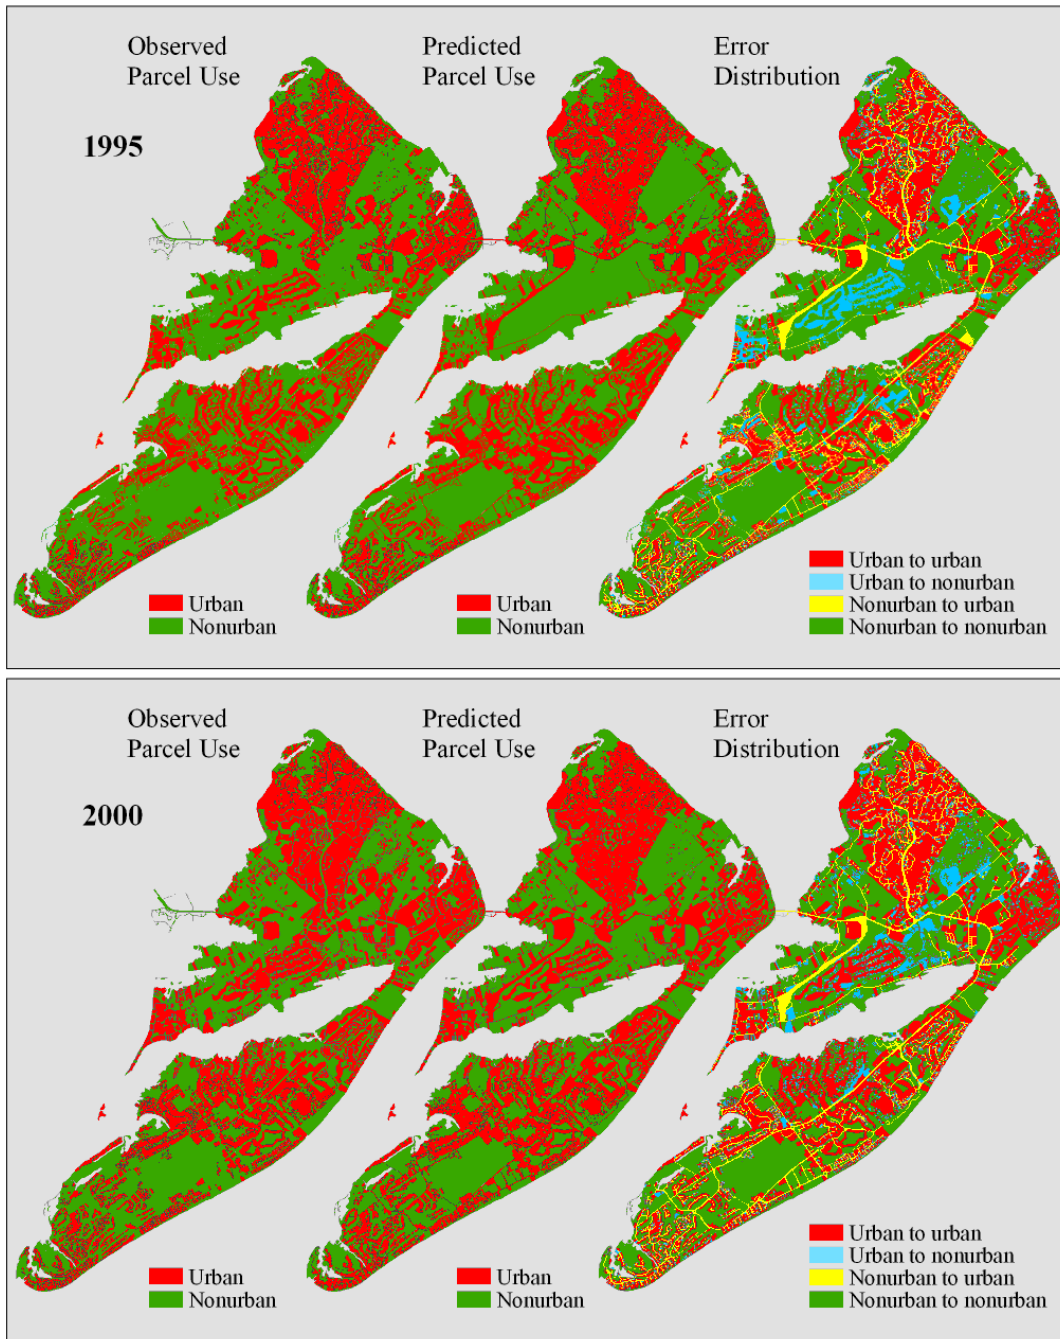 Observed
Parcel Use
Predicted
Parcel Use
Error
Distribution
1995
Urban
Nonurban
Urban
Nonurban
Urban to urban
Urban to nonurban
Nonurban to urban
Nonurban to nonurban
Observed
Parcel Use
Predicted
Parcel Use
Error
Distribution
2000
Urban
Nonurban
Urban
Nonurban
Urban to urban
Urban to nonurban
Nonurban to urban
Nonurban to nonurban